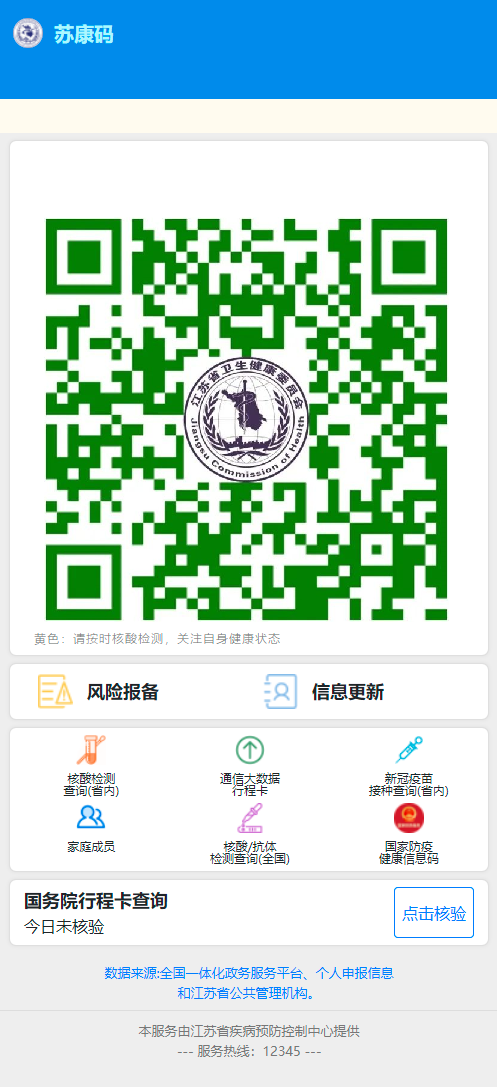 苏康码
江苏省卫生健康委员会
Jiangsu Commission of Health
黄色：请按时核酸检测，关注自身健康状态
风险报备
信息更新
核酸检测
查询(省内)
通信大数据
行程卡
新冠疫苗
接种查询(省内)
家庭成员
核酸/抗体
检测查询(全国)
国家防疫
健康信息码
国务院行程卡查询
今日未核验
点击核验
数据来源:全国一体化政务服务平台、个人申报信息
和江苏省公共管理机构。
本服务由江苏省疾病预防控制中心提供
--- 服务热线：12345 ---